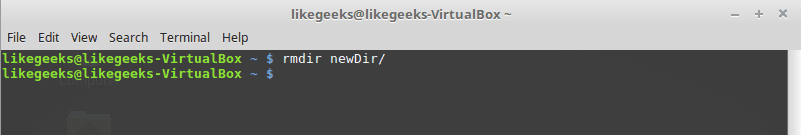 likegeeks@likegeeks-VirtualBox ~
File Edit View Search Terminal Help
likegeeks@likegeeks-VirtualBox ~ $ rmdir newDir/
likegeeks@likegeeks-VirtualBox ~ $